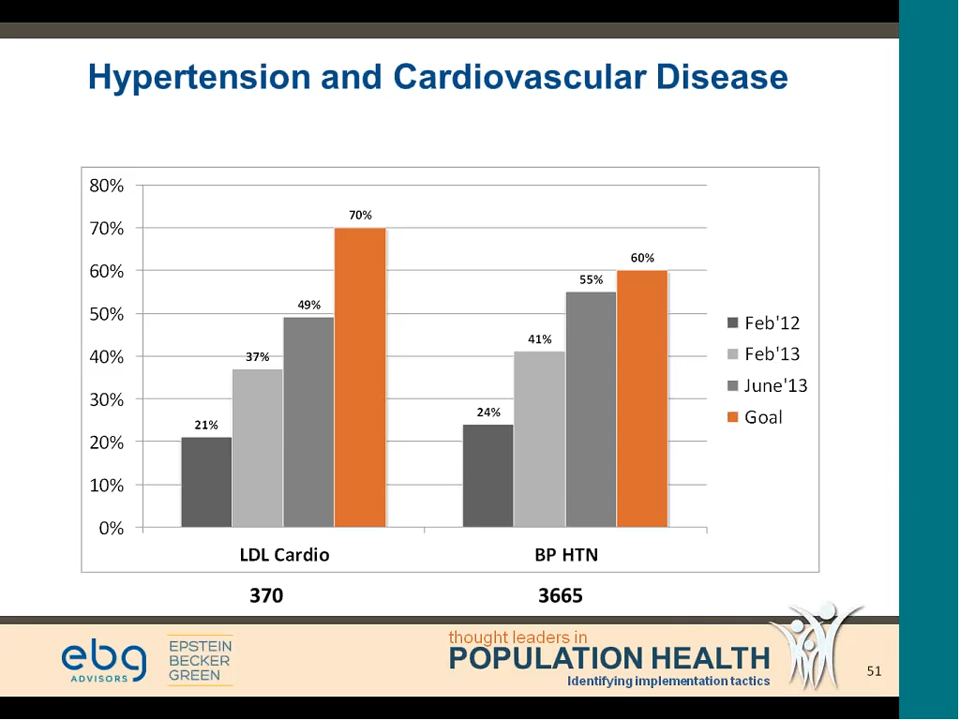 Hypertension and Cardiovascular Disease
80%
70%
60%
50%
40%
30%
20%
10%
0%
21%
37%
49%
70%
24%
41%
55%
60%
LDL Cardio
BP HTN
Feb'12
Feb'13
June'13
Goal
370
3665
ebg
ADVISORS
EPSTEIN
BECKER
GREEN
thought leaders in
POPULATION HEALTH
Identifying implementation tactics
51